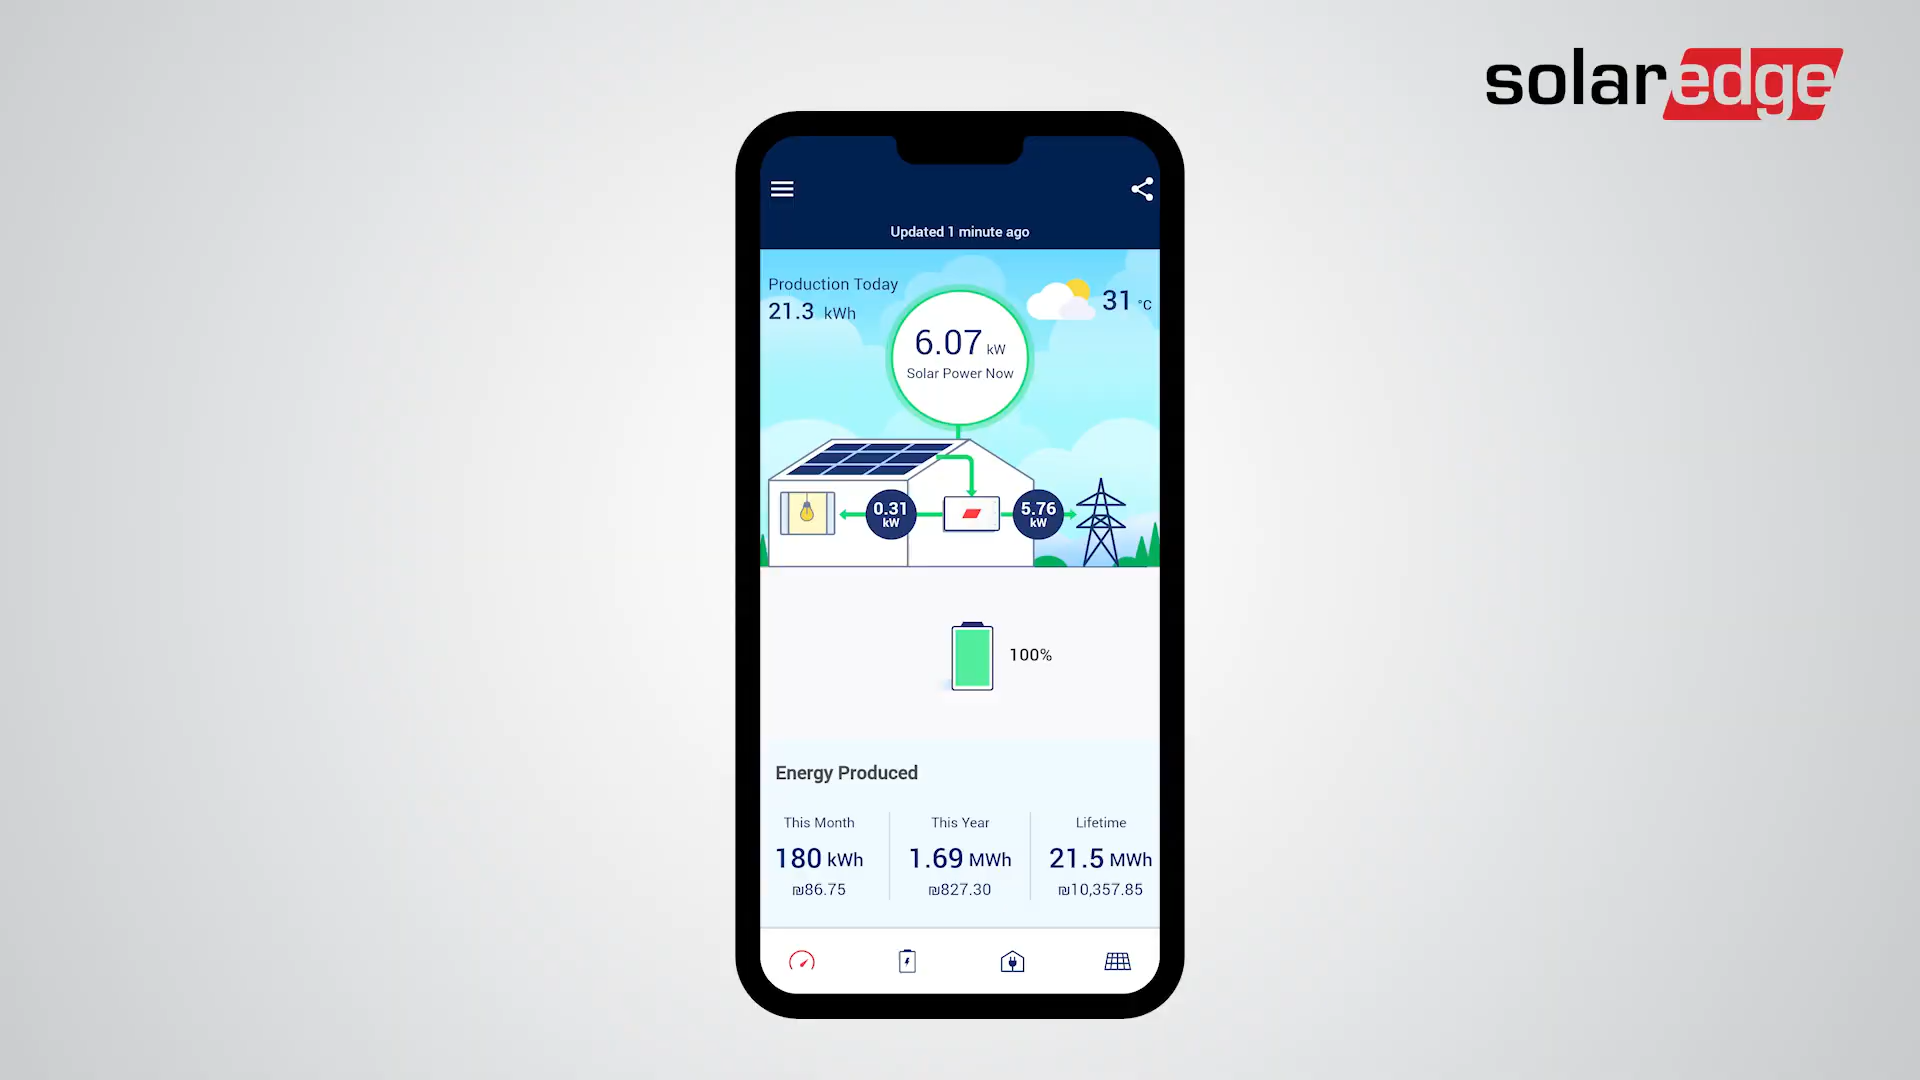 solaredge
Updated 1 minute ago
Production Today
21.3 kWh
31 °C
6.07 kW
Solar Power Now
0.31
kW
5.76
kW
100%
Energy Produced
This Month
180 kWh
₪86.75
This Year
1.69 MWh
₪827.30
Lifetime
21.5 MWh
₪10,357.85